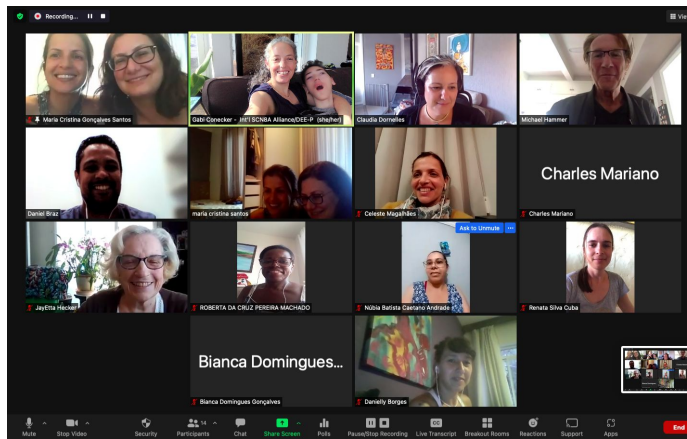 Recording...
View
Maria Cristina Gonçalves Santos
Gabi Conecker - Int'l SCN8A Alliance/DEE-P (she/her)
Claudia Dornelles
Michael Hammer
Daniel Braz
maria cristina santos
Celeste Magalhães
Charles Mariano
Charles Mariano
Ask to Unmute
JayEtta Hecker
ROBERTA DA CRUZ PEREIRA MACHADO
Núbia Batista Caetano Andrade
Renata Silva Cuba
Bianca Domingues...
Bianca Domingues Gonçalves
Danielly Borges
Mute
Stop Video
Security
Participants
14
Chat
Share Screen
Polls
Pause/Stop Recording
CC
Live Transcript
Breakout Rooms
Reactions
Support
Apps
End